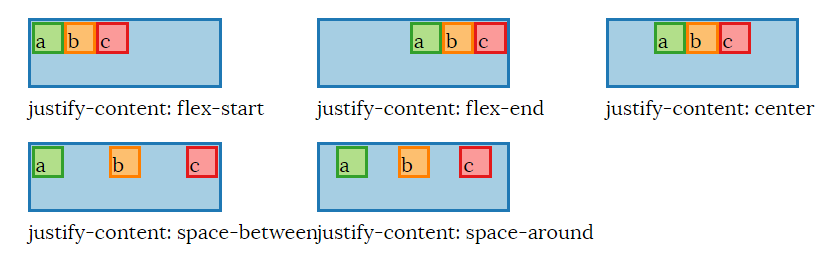 a b c
a b c
a b c
justify-content: flex-start
justify-content: flex-end
justify-content: center
a b c
a b c
justify-content: space-between
justify-content: space-around